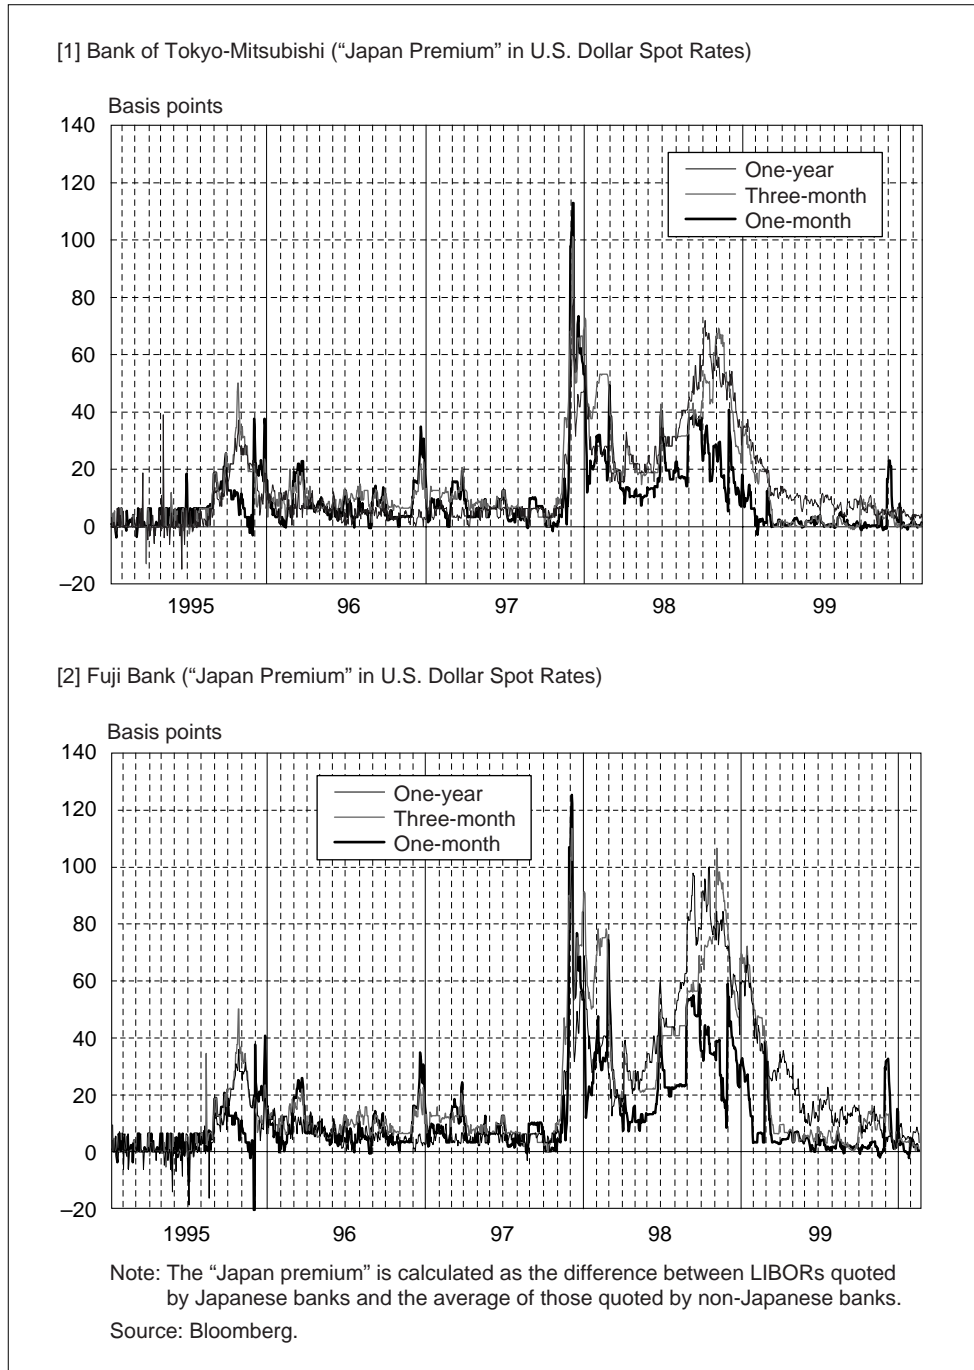 [1] Bank of Tokyo-Mitsubishi (“Japan Premium” in U.S. Dollar Spot Rates)
Basis points
140
120
100
80
60
40
20
0
–20
One-year
Three-month
One-month
1995 96 97 98 99
[2] Fuji Bank (“Japan Premium” in U.S. Dollar Spot Rates)
Basis points
140
120
100
80
60
40
20
0
–20
One-year
Three-month
One-month
1995 96 97 98 99
Note: The “Japan premium” is calculated as the difference between LIBORs quoted
by Japanese banks and the average of those quoted by non-Japanese banks.
Source: Bloomberg.